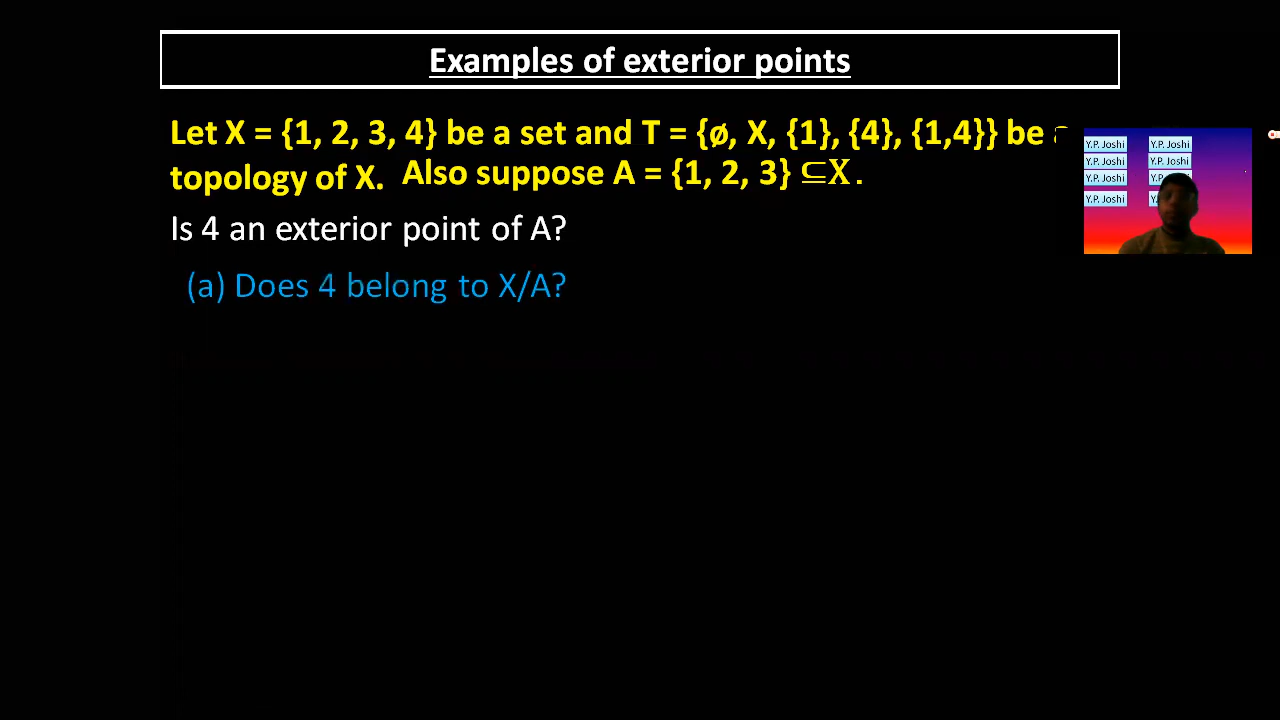 Examples of exterior points
Let X = {1, 2, 3, 4} be a set and T = {ø, X, {1}, {4}, {1,4}} be a
topology of X. Also suppose A = {1, 2, 3} ⊆X .
Is 4 an exterior point of A?
(a) Does 4 belong to X/A?
Y.P. Joshi Y.P. Joshi
Y.P. Joshi Y.P. Joshi
Y.P. Joshi
Y.P. Joshi